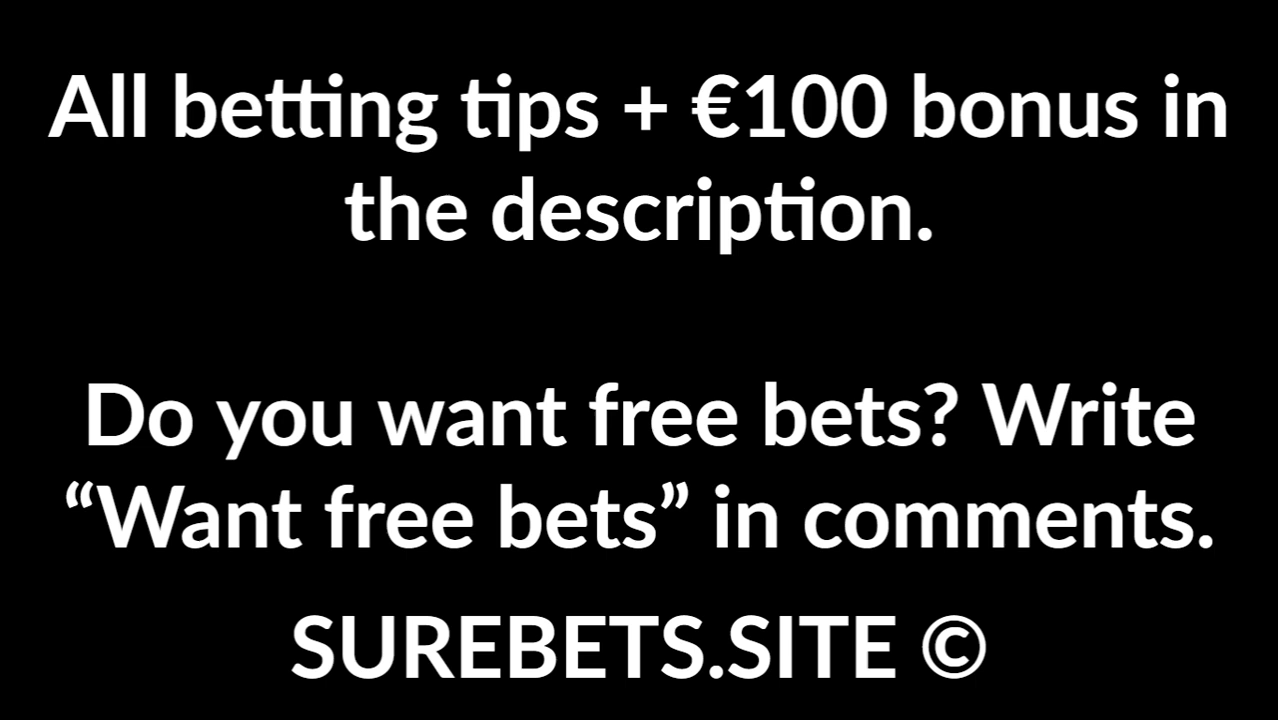 All betting tips + €100 bonus in
the description.
Do you want free bets? Write
“Want free bets” in comments.
SUREBETS.SITE ©